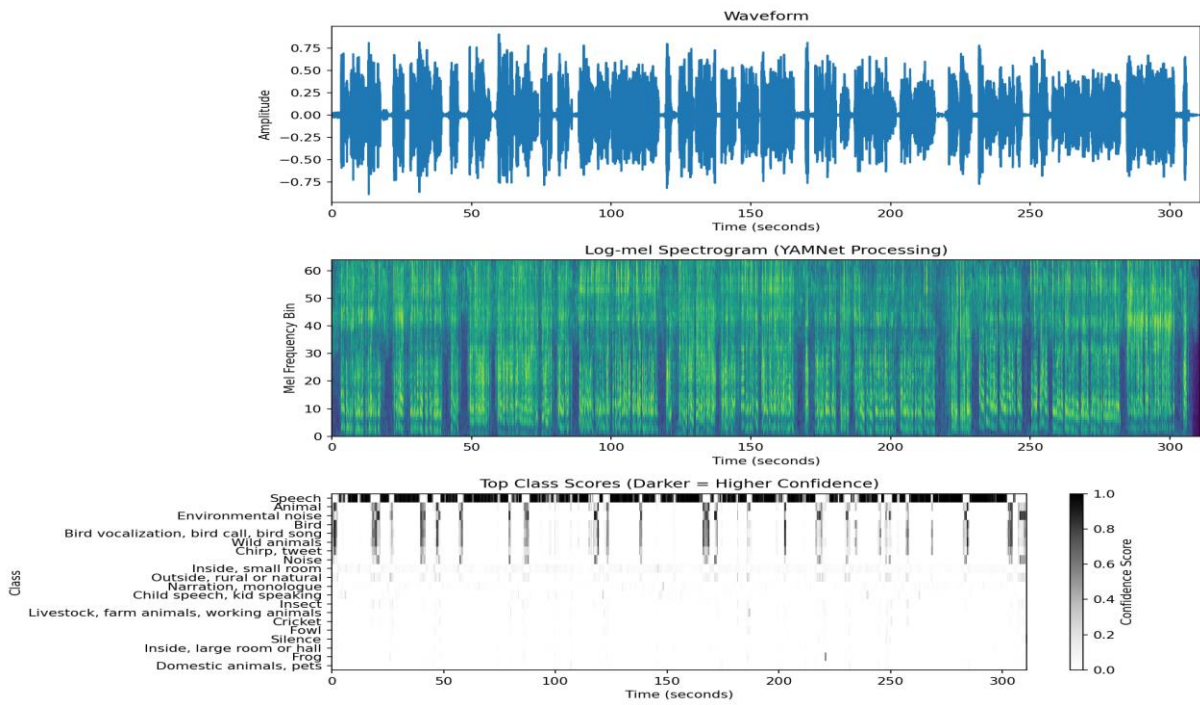 Waveform
0.75
0.50
0.25
0.00
−0.25
−0.50
−0.75
Amplitude
0 50 100 150 200 250 300
Time (seconds)
Log-mel Spectrogram (YAMNet Processing)
60
50
40
30
20
10
0
Mel Frequency Bin
0 50 100 150 200 250 300
Time (seconds)
Top Class Scores (Darker = Higher Confidence)
Speech
Animal
Environmental noise
Bird
Bird vocalization, bird call, bird song
Wild animals
Chirp, tweet
Noise
Inside, small room
Outside, rural or natural
Narration, monologue
Child speech, kid speaking
Insect
Livestock, farm animals, working animals
Cricket
Fowl
Silence
Inside, large room or hall
Frog
Domestic animals, pets
Class
0 50 100 150 200 250 300
Time (seconds)
1.0
0.8
0.6
0.4
0.2
0.0
Confidence Score